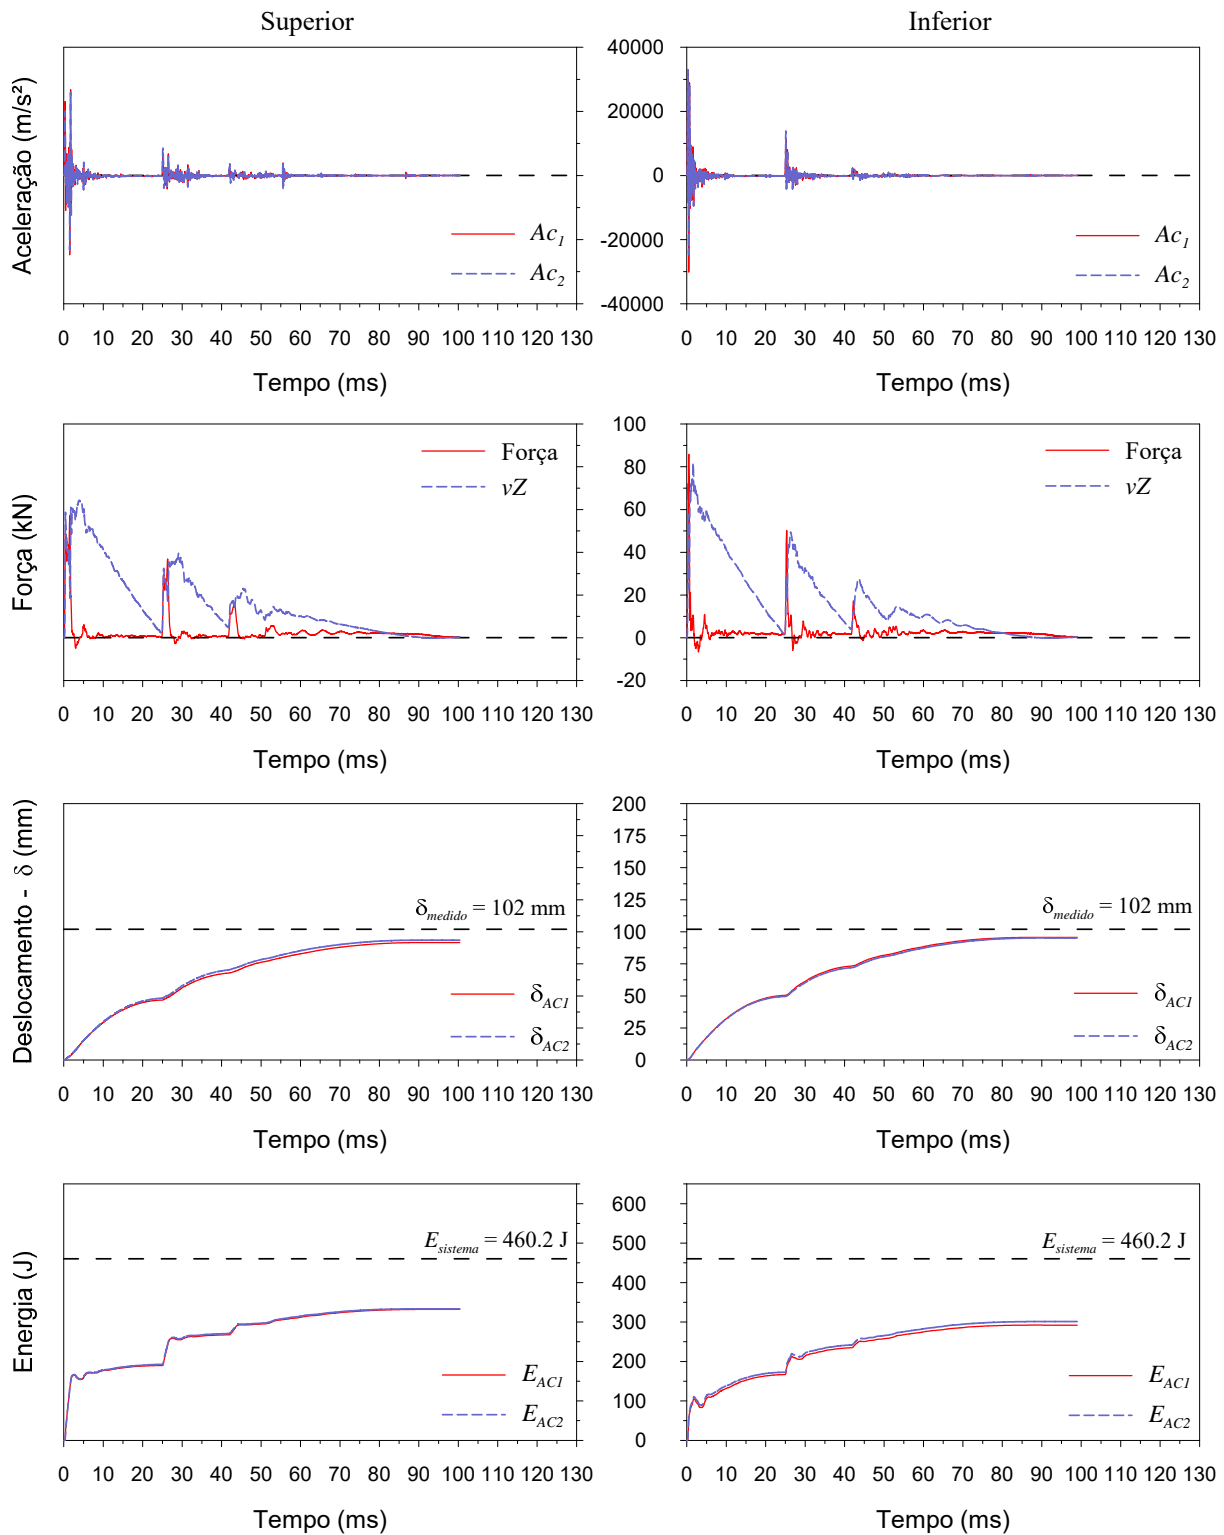 Superior Inferior
Aceleração (m/s²)
40000
20000
0
-20000
-40000
Ac1
Ac2
Ac1
Ac2
0 10 20 30 40 50 60 70 80 90 100 110 120 130
0 10 20 30 40 50 60 70 80 90 100 110 120 130
Tempo (ms) Tempo (ms)
Força (kN)
100
80
60
40
20
0
-20
Força
vZ
Força
vZ
0 10 20 30 40 50 60 70 80 90 100 110 120 130
0 10 20 30 40 50 60 70 80 90 100 110 120 130
Tempo (ms) Tempo (ms)
Deslocamento - δ (mm)
200
175
150
125
100
75
50
25
0
δmedido = 102 mm
δAC1
δAC2
δmedido = 102 mm
δAC1
δAC2
0 10 20 30 40 50 60 70 80 90 100 110 120 130
0 10 20 30 40 50 60 70 80 90 100 110 120 130
Tempo (ms) Tempo (ms)
Energia (J)
600
500
400
300
200
100
0
Esistema = 460.2 J
EAC1
EAC2
Esistema = 460.2 J
EAC1
EAC2
0 10 20 30 40 50 60 70 80 90 100 110 120 130
0 10 20 30 40 50 60 70 80 90 100 110 120 130
Tempo (ms) Tempo (ms)